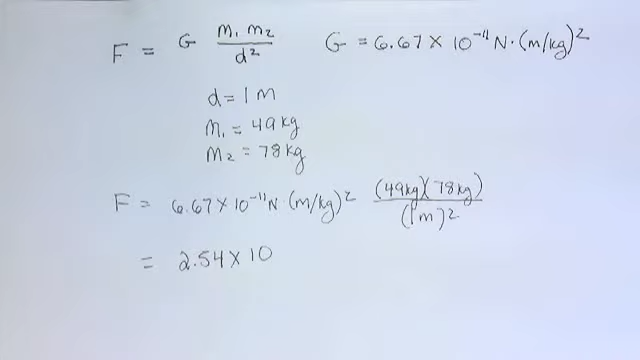 F = G m₁ m₂ / d² G = 6.67 × 10⁻¹¹ N·(m/kg)²
d = 1 m
m₁ = 49 kg
m₂ = 78 kg
F = 6.67 × 10⁻¹¹ N·(m/kg)² (49 kg)(78 kg) / (1 m)²
= 2.54 × 10